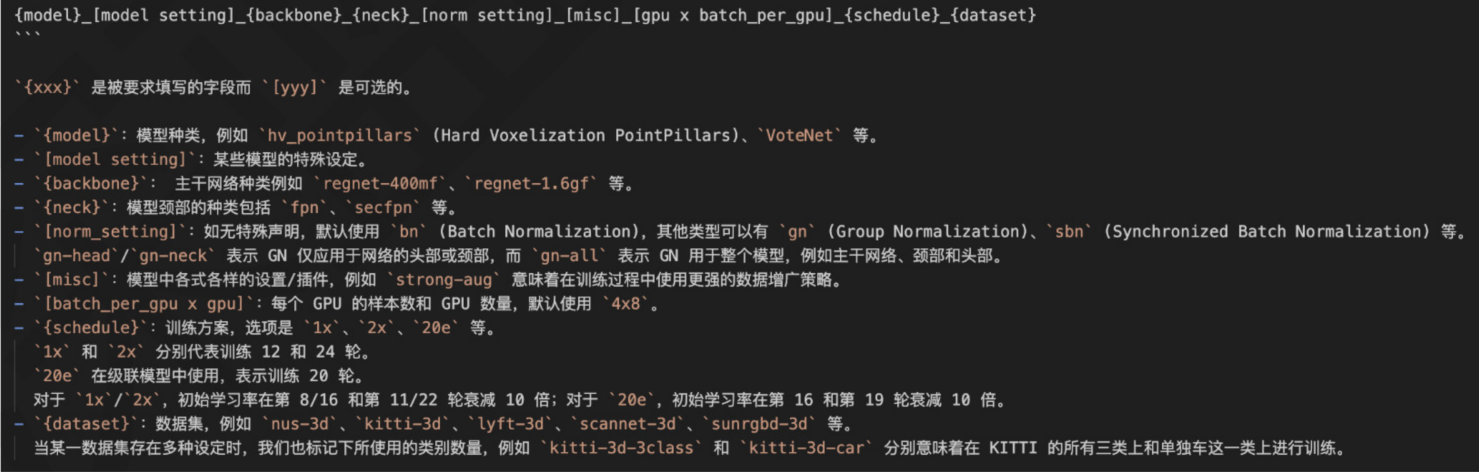 {model}_[model setting]_{backbone}_{neck}_[norm setting]_[misc]_[gpu x batch_per_gpu]_{schedule}_{dataset}
```
`{xxx}` 是被要求填写的字段而 `[yyy]` 是可选的。
- `{model}`：模型种类，例如 `hv_pointpillars` (Hard Voxelization PointPillars)、`VoteNet` 等。
- `[model setting]`：某些模型的特殊设定。
- `{backbone}`： 主干网络种类例如 `regnet-400mf`、`regnet-1.6gf` 等。
- `{neck}`：模型颈部的种类包括 `fpn`、`secfpn` 等。
- `[norm_setting]`：如无特殊声明，默认使用 `bn` (Batch Normalization)，其他类型可以有 `gn` (Group Normalization)、`sbn` (Synchronized Batch Normalization) 等。
`gn-head`/`gn-neck` 表示 GN 仅应用于网络的头部或颈部，而 `gn-all` 表示 GN 用于整个模型，例如主干网络、颈部和头部。
- `[misc]`：模型中各式各样的设置/插件，例如 `strong-aug` 意味着在训练过程中使用更强的数据增广策略。
- `[batch_per_gpu x gpu]`：每个 GPU 的样本数和 GPU 数量，默认使用 `4x8`。
- `{schedule}`：训练方案，选项是 `1x`、`2x`、`20e` 等。
`1x` 和 `2x` 分别代表训练 12 和 24 轮。
`20e` 在级联模型中使用，表示训练 20 轮。
对于 `1x`/`2x`，初始学习率在第 8/16 和第 11/22 轮衰减 10 倍；对于 `20e`，初始学习率在第 16 和第 19 轮衰减 10 倍。
- `{dataset}`：数据集，例如 `nus-3d`、`kitti-3d`、`lyft-3d`、`scannet-3d`、`sunrgbd-3d` 等。
当某一数据集存在多种设定时，我们也标记下所使用的类别数量，例如 `kitti-3d-3class` 和 `kitti-3d-car` 分别意味着在 KITTI 的所有三类上和单独车这一类上进行训练。